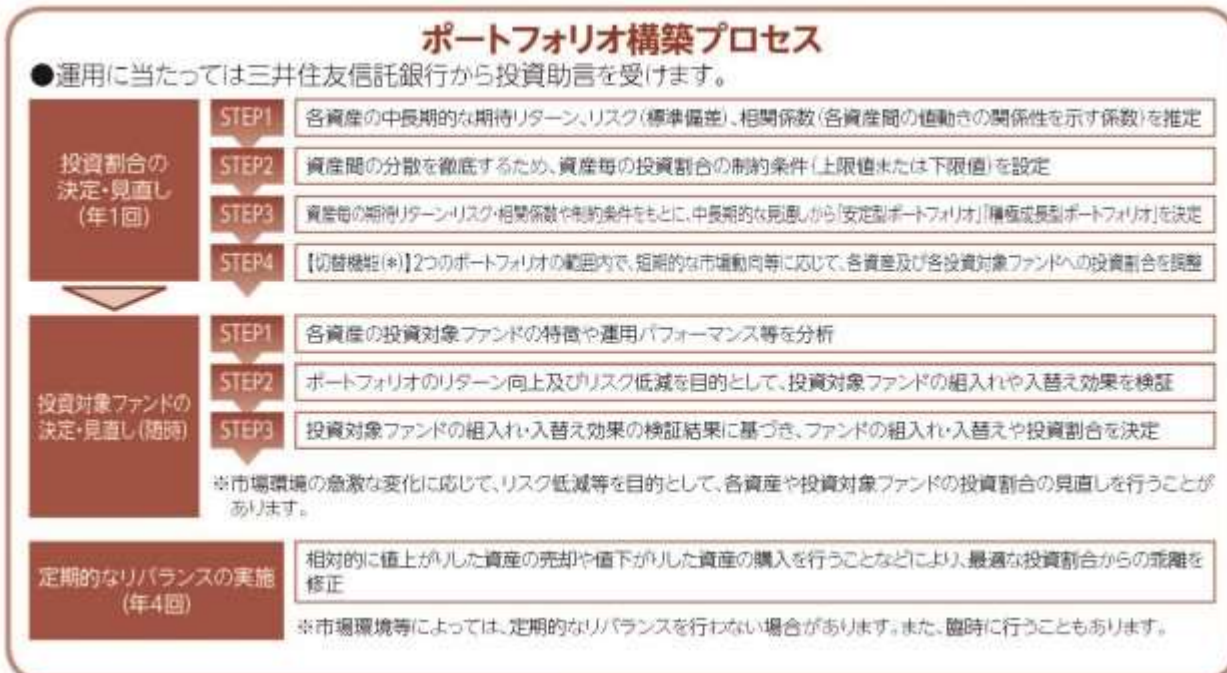 ポートフォリオ構築プロセス
●運用に当たっては三井住友信託銀行から投資助言を受けます。
投資割合の
決定・見直し
(年1回)
STEP1
各資産の中長期的な期待リターン、リスク(標準偏差)、相関係数(各資産間の値動きの関係性を示す係数)を推定
STEP2
資産間の分散を徹底するため、資産毎の投資割合の制約条件(上限値または下限値)を設定
STEP3
資産毎の期待リターン・リスク・相関係数や制約条件をもとに、中長期的な見通しから「安定型ポートフォリオ」「積極成長型ポートフォリオ」を決定
STEP4
【切替機能(*)】2つのポートフォリオの範囲内で、短期的な市場動向等に応じて、各資産及び各投資対象ファンドへの投資割合を調整
投資対象ファンドの
決定・見直し(随時)
STEP1
各資産の投資対象ファンドの特徴や運用パフォーマンス等を分析
STEP2
ポートフォリオのリターン向上及びリスク低減を目的として、投資対象ファンドの組入れや入替え効果を検証
STEP3
投資対象ファンドの組入れ・入替え効果の検証結果に基づき、ファンドの組入れ・入替えや投資割合を決定
※市場環境の急激な変化に応じて、リスク低減等を目的として、各資産や投資対象ファンドの投資割合の見直しを行うことが
あります。
定期的なリバランスの実施
(年4回)
相対的に値上がりした資産の売却や値下がりした資産の購入を行うことなどにより、最適な投資割合からの乖離を
修正
※市場環境等によっては、定期的なリバランスを行わない場合があります。また、臨時に行うこともあります。